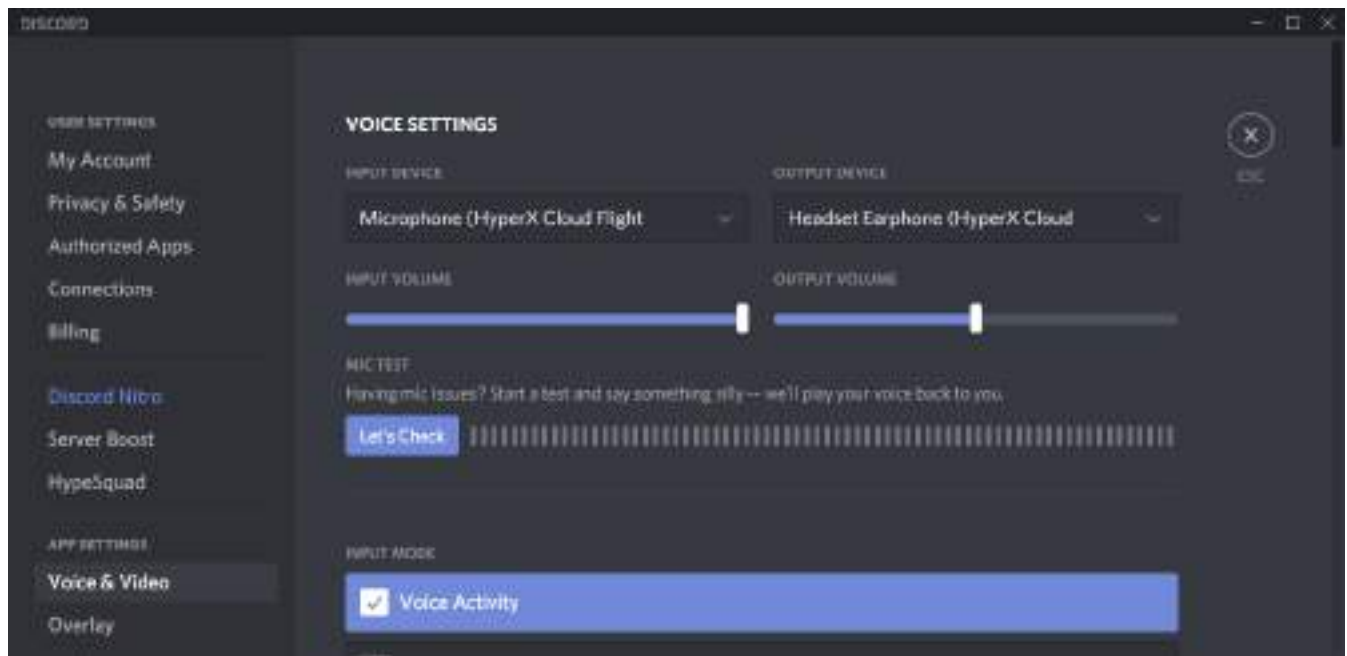 DISCORD
USER SETTINGS
My Account
Privacy & Safety
Authorized Apps
Connections
Billing
Discord Nitro
Server Boost
HypeSquad
APP SETTINGS
Voice & Video
Overlay
VOICE SETTINGS
INPUT DEVICE
Microphone (HyperX Cloud Flight
OUTPUT DEVICE
Headset Earphone (HyperX Cloud
INPUT VOLUME
OUTPUT VOLUME
MIC TEST
Having mic issues? Start a test and say something silly — we'll play your voice back to you.
Let's Check
INPUT MODE
Voice Activity
ESC